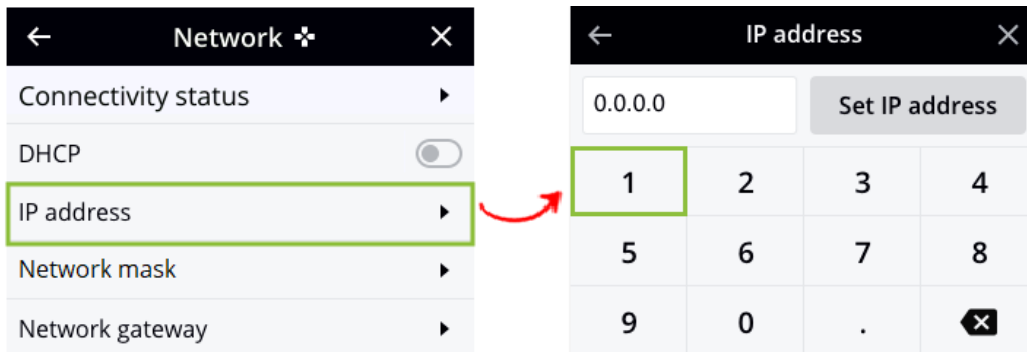 Network
Connectivity status
DHCP
IP address
Network mask
Network gateway
IP address
0.0.0.0 Set IP address
1 2 3 4
5 6 7 8
9 0 .